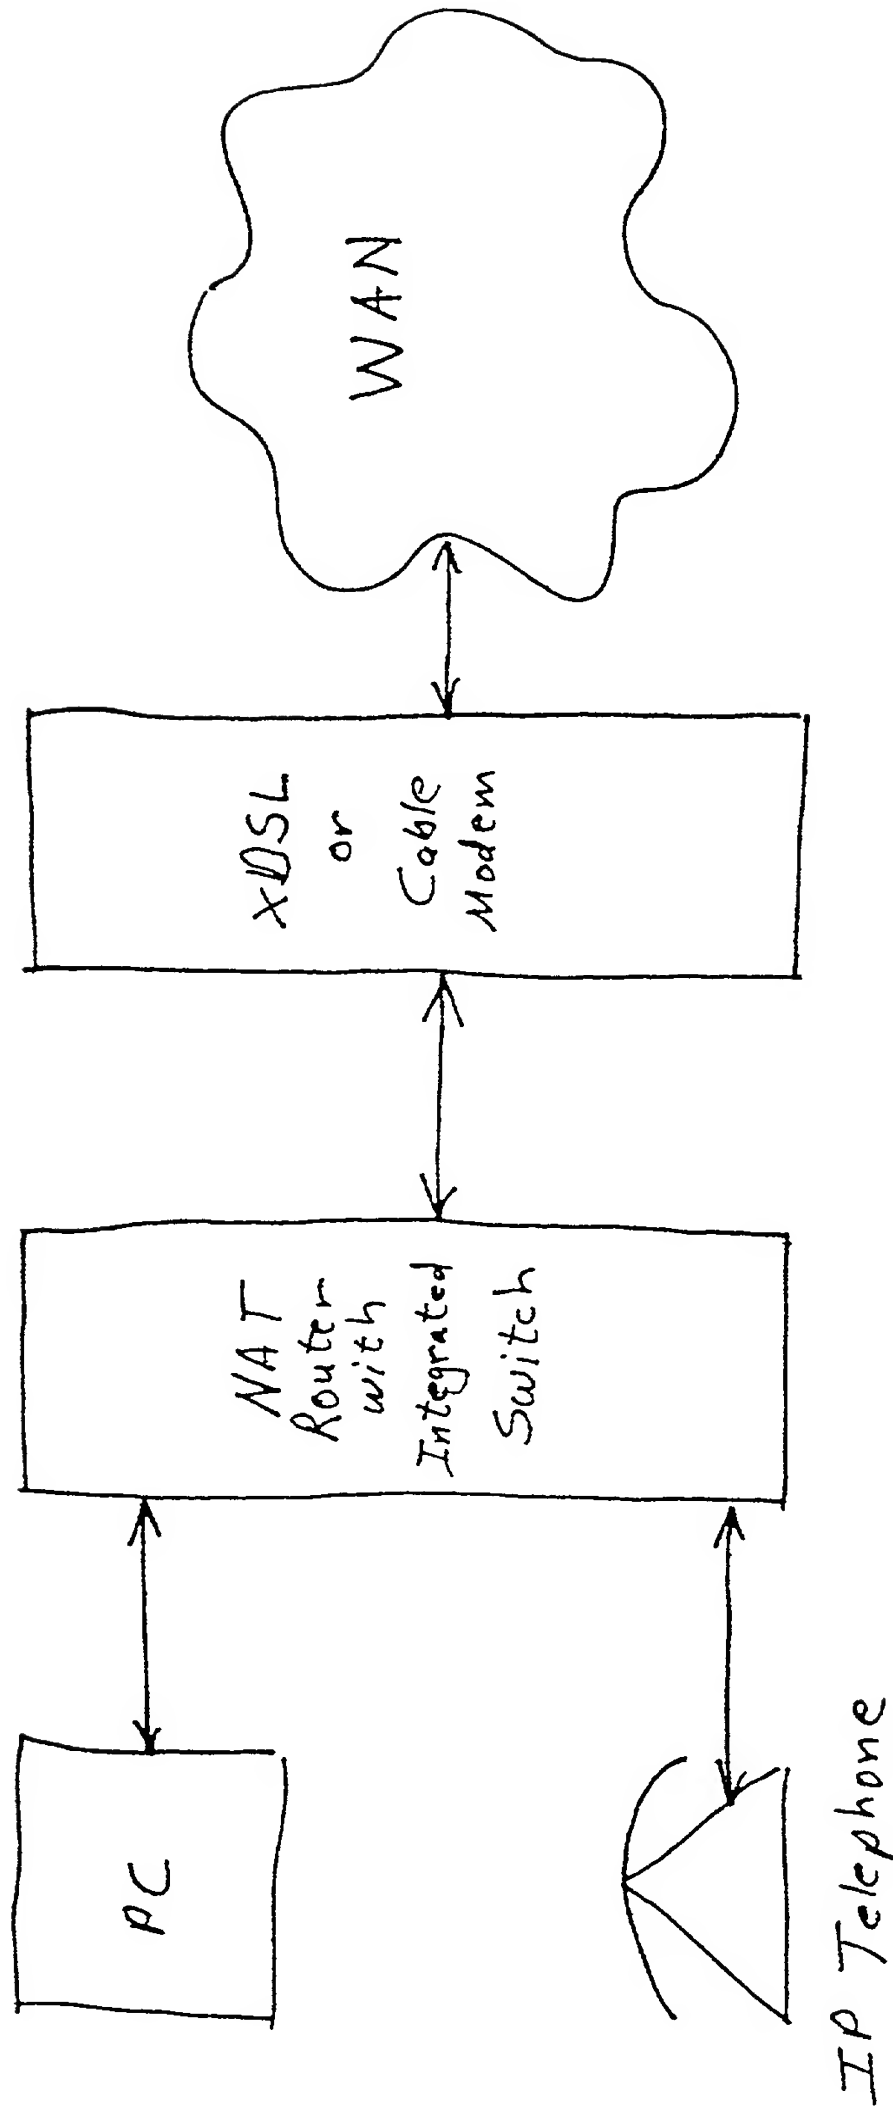 PC
IP Telephone
NAT
Router
with
Integrated
Switch
xDSL
or
Cable
Modem
WAN